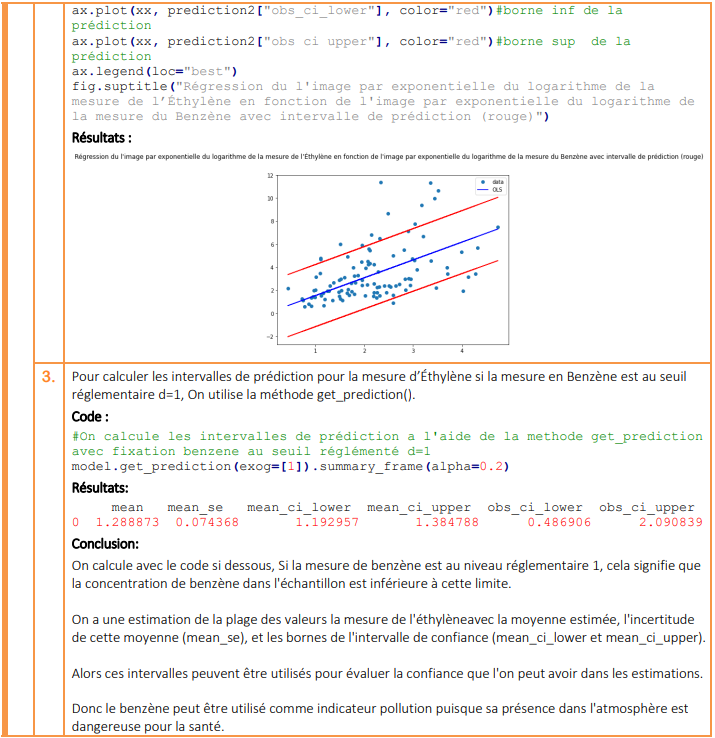 ax.plot(xx, prediction2["obs_ci_lower"], color="red")#borne inf de la
prédiction
ax.plot(xx, prediction2["obs ci upper"], color="red")#borne sup  de la
prédiction
ax.legend(loc="best")
fig.suptitle("Régression du l'image par exponentielle du logarithme de la
mesure de l’Éthylène en fonction de l'image par exponentielle du logarithme de
la mesure du Benzène avec intervalle de prédiction (rouge)")
Résultats :
Régression du l'image par exponentielle du logarithme de la mesure de l'Éthylène en fonction de l'image par exponentielle du logarithme de la mesure du Benzène avec intervalle de prédiction (rouge)
data
OLS
12
10
8
6
4
2
0
−2
1 2 3 4
3.
Pour calculer les intervalles de prédiction pour la mesure d’Éthylène si la mesure en Benzène est au seuil
réglementaire d=1, On utilise la méthode get_prediction().
Code :
#On calcule les intervalles de prédiction a l'aide de la methode get_prediction
avec fixation benzene au seuil réglémenté d=1
model.get_prediction(exog=[1]).summary_frame(alpha=0.2)
Résultats:
mean mean_se mean_ci_lower mean_ci_upper obs_ci_lower obs_ci_upper
0 1.288873 0.074368 1.192957 1.384788 0.486906 2.090839
Conclusion:
On calcule avec le code si dessous, Si la mesure de benzène est au niveau réglementaire 1, cela signifie que
la concentration de benzène dans l'échantillon est inférieure à cette limite.
On a une estimation de la plage des valeurs la mesure de l'éthylèneavec la moyenne estimée, l'incertitude
de cette moyenne (mean_se), et les bornes de l'intervalle de confiance (mean_ci_lower et mean_ci_upper).
Alors ces intervalles peuvent être utilisés pour évaluer la confiance que l'on peut avoir dans les estimations.
Donc le benzène peut être utilisé comme indicateur pollution puisque sa présence dans l'atmosphère est
dangereuse pour la santé.